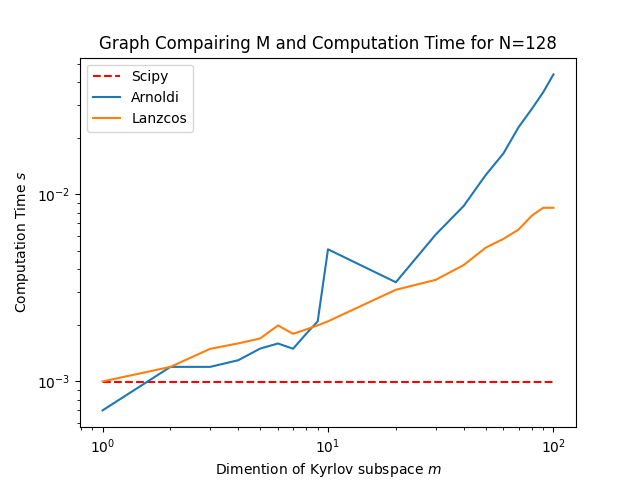 Graph Compairing M and Computation Time for N=128
Scipy
Arnoldi
Lanzcos
Computation Time s
10⁻²
10⁻³
10⁰
10¹
10²
Dimention of Kyrlov subspace m